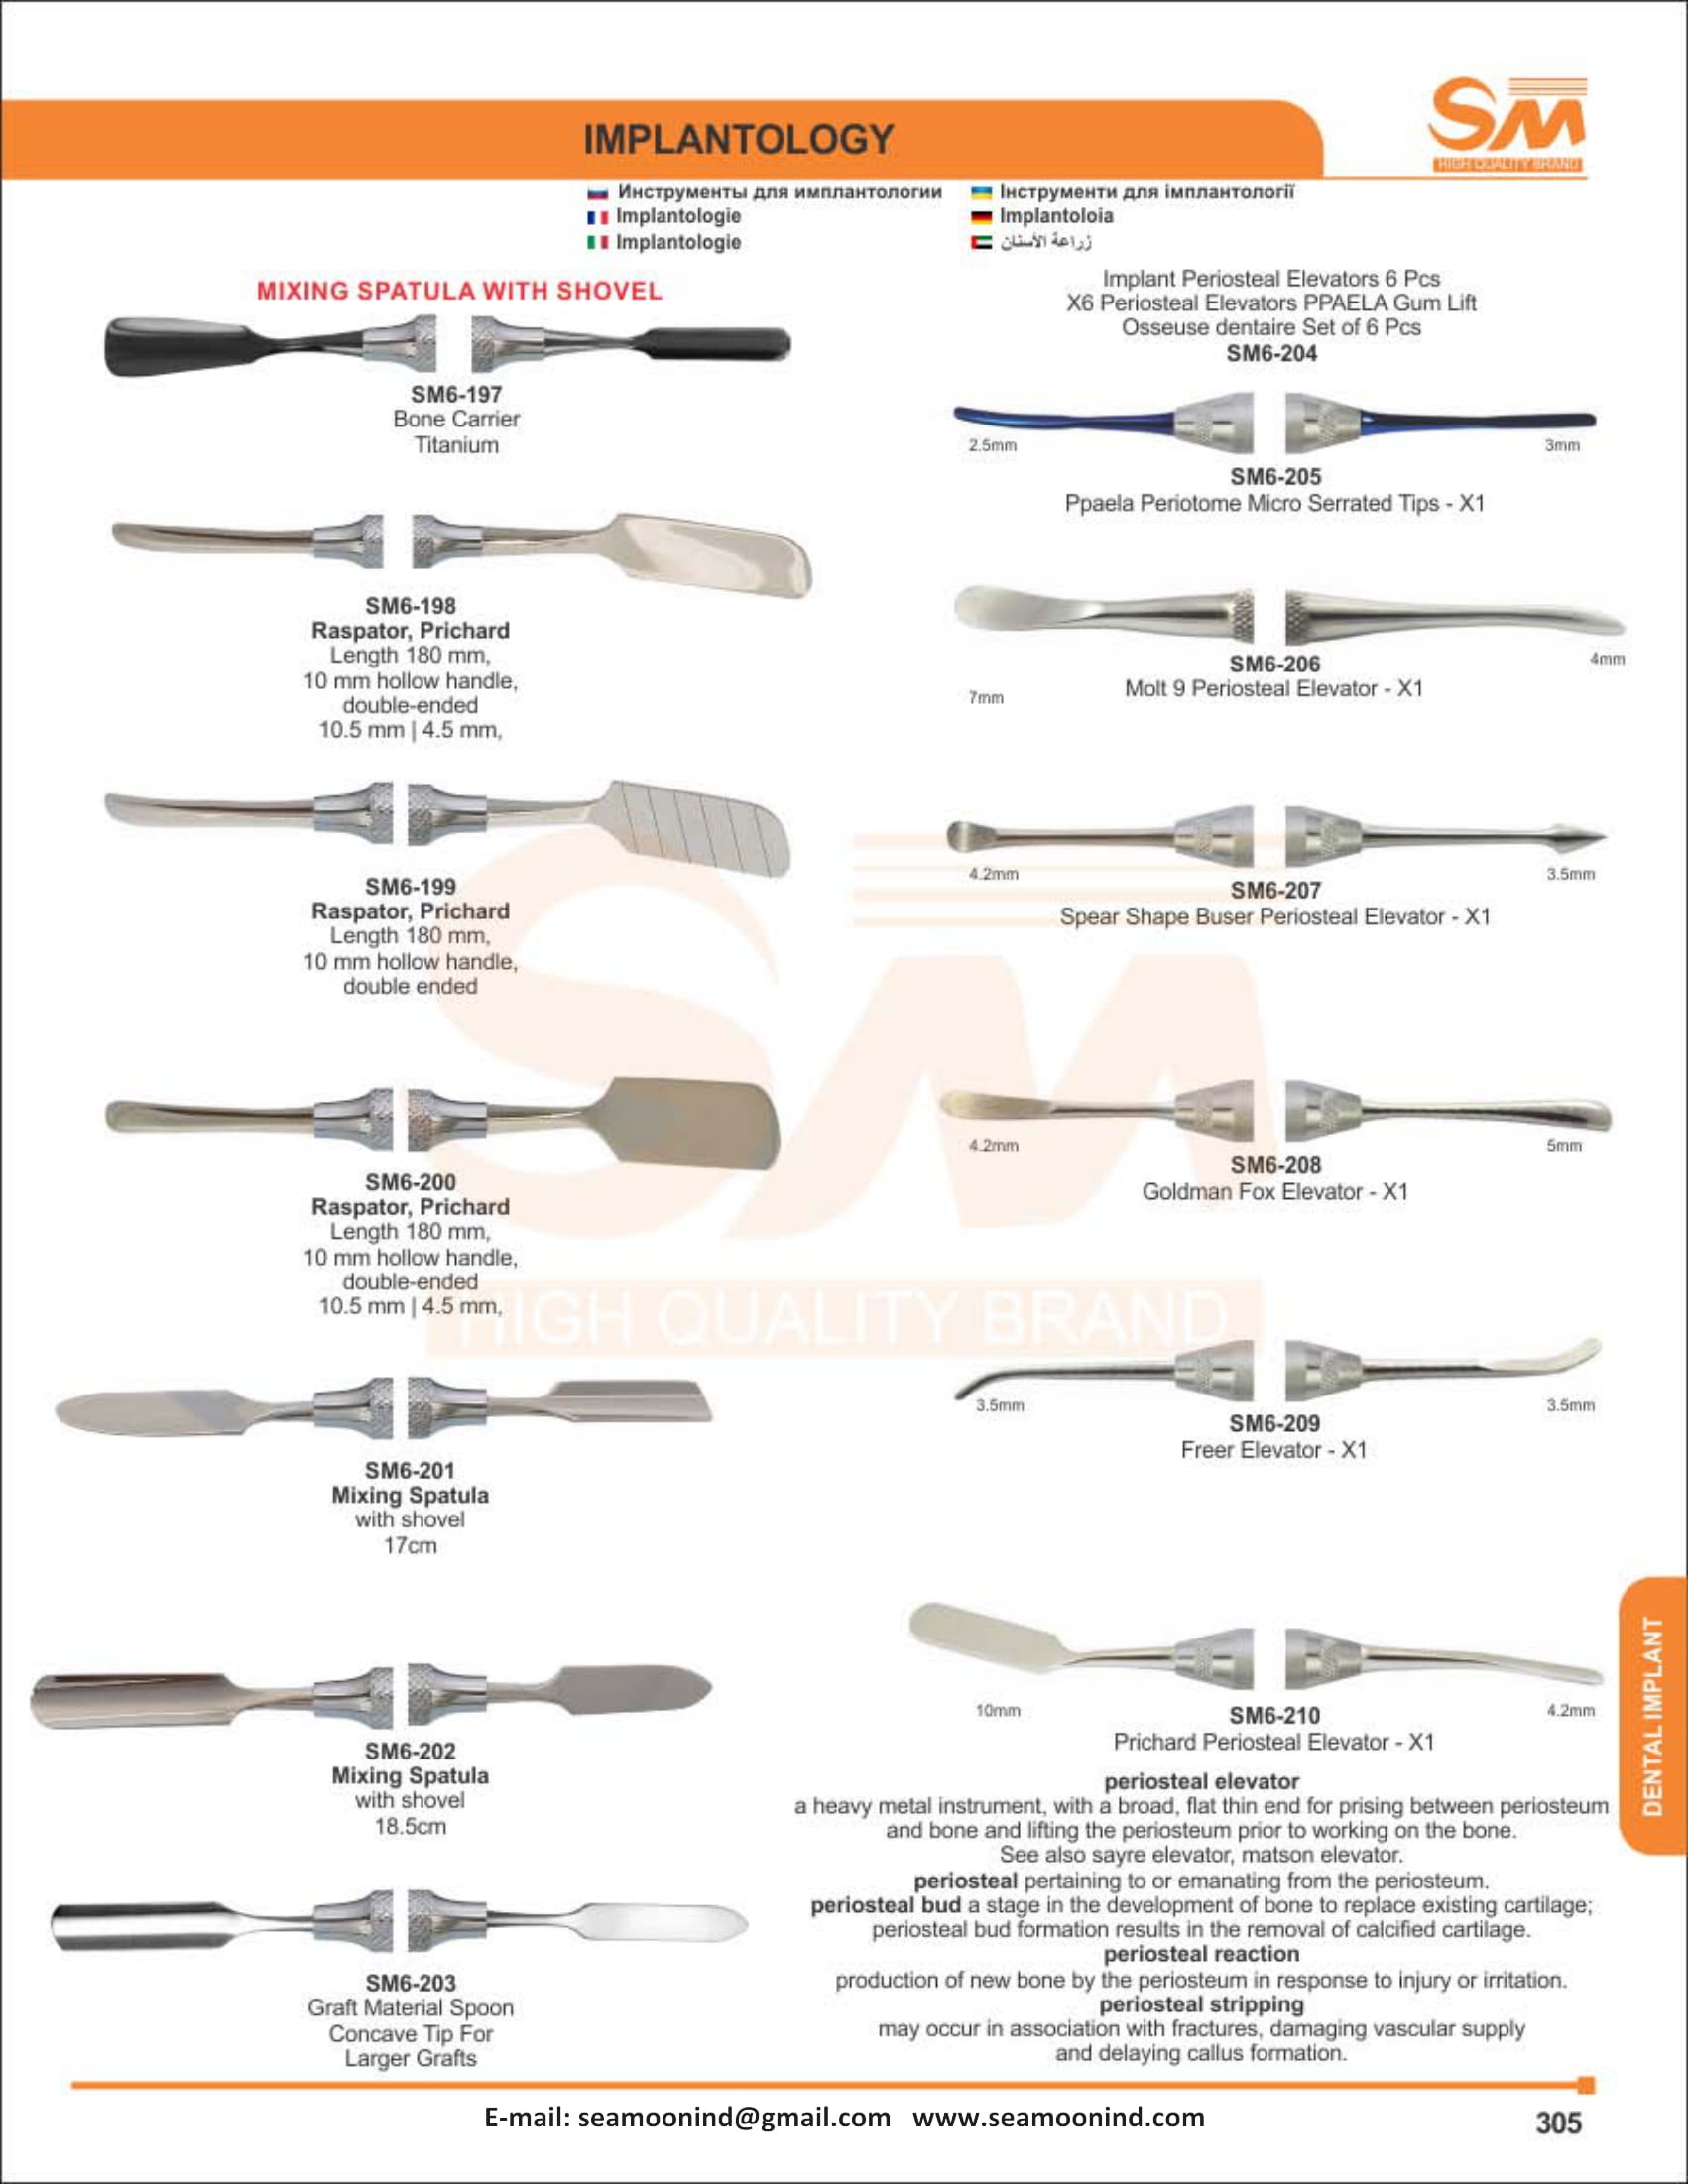 SM
HIGH QUALITY BRAND
IMPLANTOLOGY
Инструменты для имплантологии
Implantologie
Implantologie
Інструменти для імплантології
Implantoloia
زراعة الأسنان
MIXING SPATULA WITH SHOVEL
SM6-197
Bone Carrier
Titanium
SM6-198
Raspator, Prichard
Length 180 mm,
10 mm hollow handle,
double-ended
10.5 mm | 4.5 mm,
SM6-199
Raspator, Prichard
Length 180 mm,
10 mm hollow handle,
double ended
SM6-200
Raspator, Prichard
Length 180 mm,
10 mm hollow handle,
double-ended
10.5 mm | 4.5 mm,
SM6-201
Mixing Spatula
with shovel
17cm
SM6-202
Mixing Spatula
with shovel
18.5cm
SM6-203
Graft Material Spoon
Concave Tip For
Larger Grafts
Implant Periosteal Elevators 6 Pcs
X6 Periosteal Elevators PPAELA Gum Lift
Osseuse dentaire Set of 6 Pcs
SM6-204
2.5mm
3mm
SM6-205
Ppaela Periotome Micro Serrated Tips - X1
4mm
SM6-206
Molt 9 Periosteal Elevator - X1
7mm
4.2mm
3.5mm
SM6-207
Spear Shape Buser Periosteal Elevator - X1
4.2mm
5mm
SM6-208
Goldman Fox Elevator - X1
3.5mm
3.5mm
SM6-209
Freer Elevator - X1
10mm
4.2mm
SM6-210
Prichard Periosteal Elevator - X1
periosteal elevator
a heavy metal instrument, with a broad, flat thin end for prising between periosteum
and bone and lifting the periosteum prior to working on the bone.
See also sayre elevator, matson elevator.
periosteal pertaining to or emanating from the periosteum.
periosteal bud a stage in the development of bone to replace existing cartilage;
periosteal bud formation results in the removal of calcified cartilage.
periosteal reaction
production of new bone by the periosteum in response to injury or irritation.
periosteal stripping
may occur in association with fractures, damaging vascular supply
and delaying callus formation.
SM
HIGH QUALITY BRAND
DENTAL IMPLANT
E-mail: seamoonind@gmail.com www.seamoonind.com
305